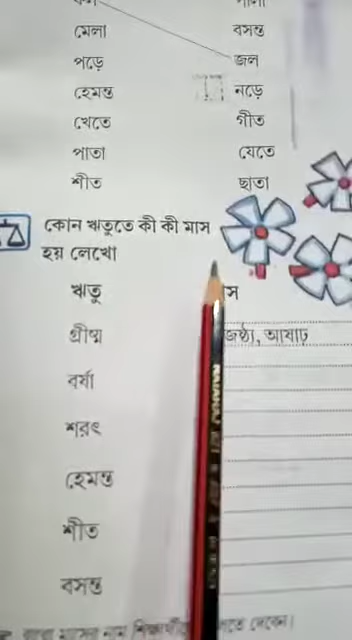 মেলা বসন্ত
পড়ে জল
হেমন্ত নড়ে
খেতে গীত
পাতা যেতে
শীত ছাতা
কোন ঋতুতে কী কী মাস
হয় লেখো
ঋতু
গ্রীষ্ম আষাঢ়
বর্ষা
শরৎ
হেমন্ত
শীত
বসন্ত